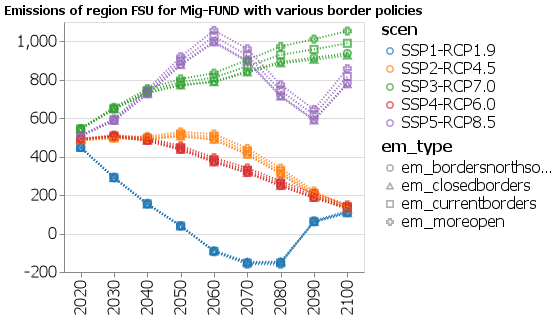 Emissions of region FSU for Mig-FUND with various border policies
1,000
800
600
400
200
0
-200
2020
2030
2040
2050
2060
2070
2080
2090
2100
scen
SSP1-RCP1.9
SSP2-RCP4.5
SSP3-RCP7.0
SSP4-RCP6.0
SSP5-RCP8.5
em_type
em_bordersnorthso...
em_closedborders
em_currentborders
em_moreopen